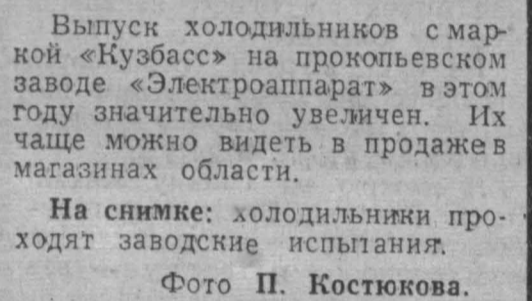 Выпуск холодильников с мар-
кой «Кузбасс» на прокопьевском
заводе «Электроаппарат» в этом
году значительно увеличен. Их
чаще можно видеть в продаже в
магазинах области.
На снимке: холодильники про-
ходят заводские испытания.
Фото П. Костюкова.